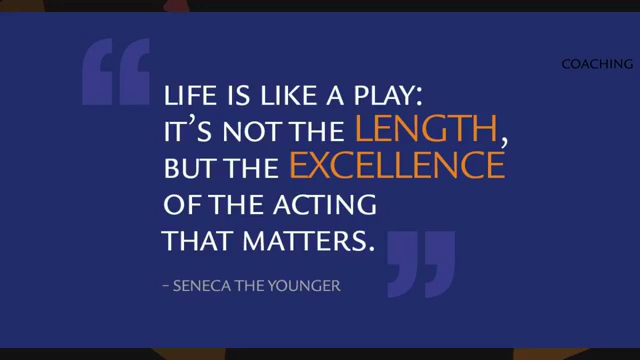 COACHING
LIFE IS LIKE A PLAY:
IT’S NOT THE LENGTH,
BUT THE EXCELLENCE
OF THE ACTING
THAT MATTERS.
– SENECA THE YOUNGER